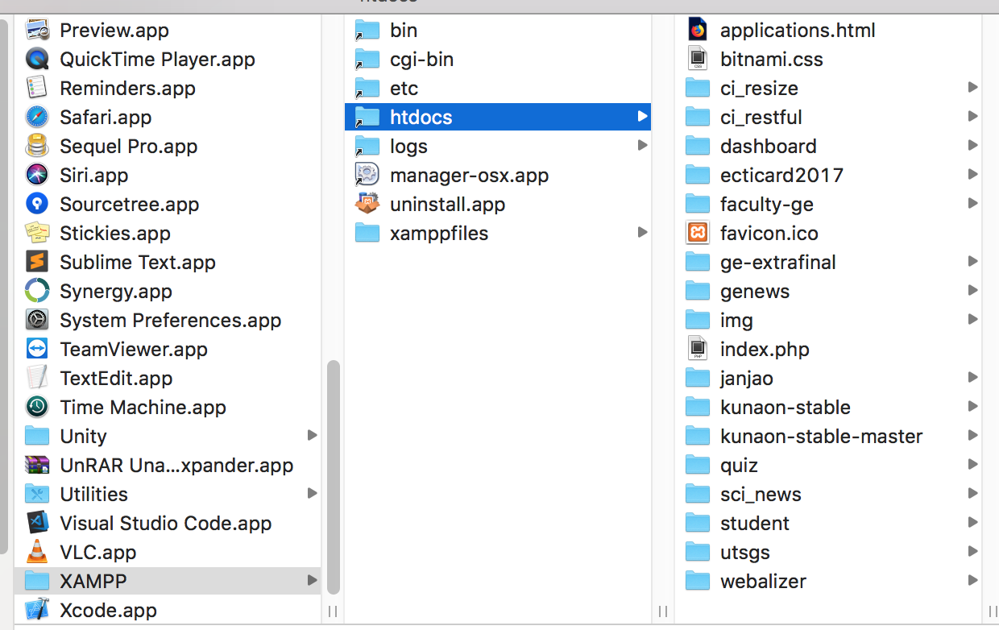 Preview.app
QuickTime Player.app
Reminders.app
Safari.app
Sequel Pro.app
Siri.app
Sourcetree.app
Stickies.app
Sublime Text.app
Synergy.app
System Preferences.app
TeamViewer.app
TextEdit.app
Time Machine.app
Unity
UnRAR Una...xpander.app
Utilities
Visual Studio Code.app
VLC.app
XAMPP
Xcode.app
bin
cgi-bin
etc
htdocs
logs
manager-osx.app
uninstall.app
xamppfiles
applications.html
bitnami.css
ci_resize
ci_restful
dashboard
ecticard2017
faculty-ge
favicon.ico
ge-extrafinal
genews
img
index.php
janjao
kunaon-stable
kunaon-stable-master
quiz
sci_news
student
utsgs
webalizer